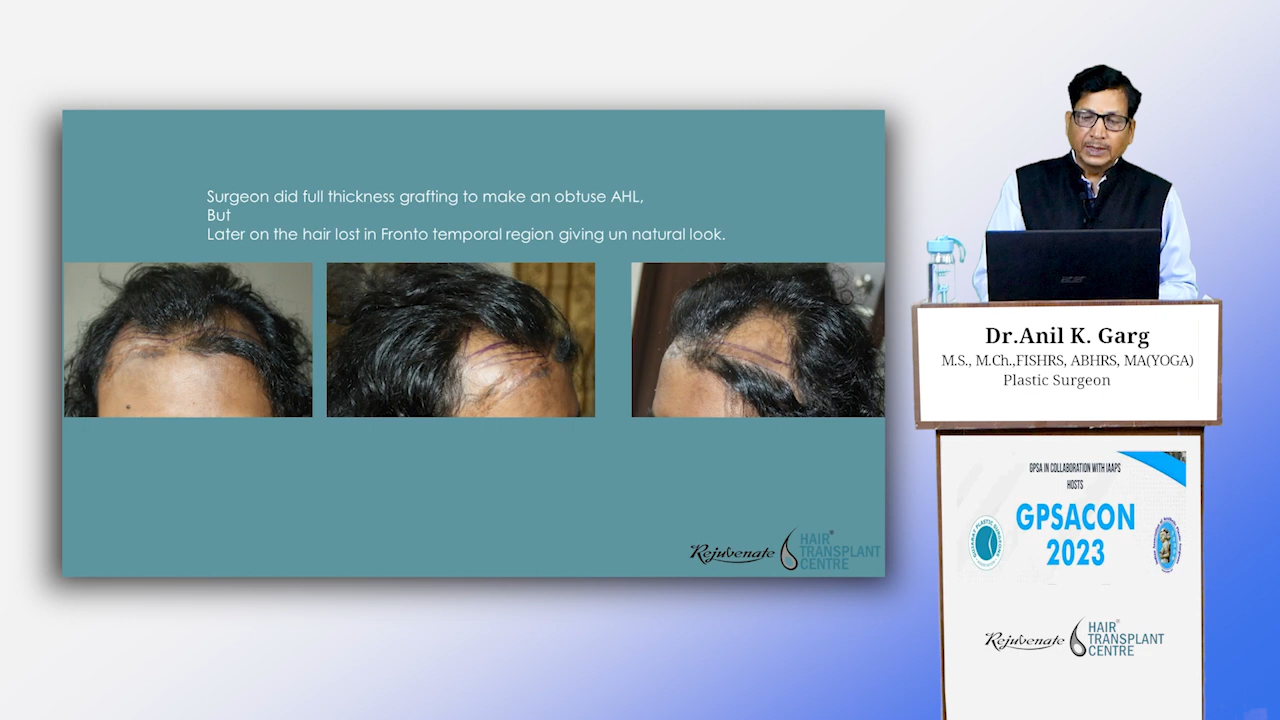 Surgeon did full thickness grafting to make an obtuse AHL,
But
Later on the hair lost in Fronto temporal region giving un natural look.
Rejuvenate
HAIR®
TRANSPLANT
CENTRE
acer
Dr.Anil K. Garg
M.S., M.Ch.,FISHRS, ABHRS, MA(YOGA)
Plastic Surgeon
GPSA IN COLLABORATION WITH IAAPS
HOSTS
GPSACON
2023
Rejuvenate
HAIR®
TRANSPLANT
CENTRE